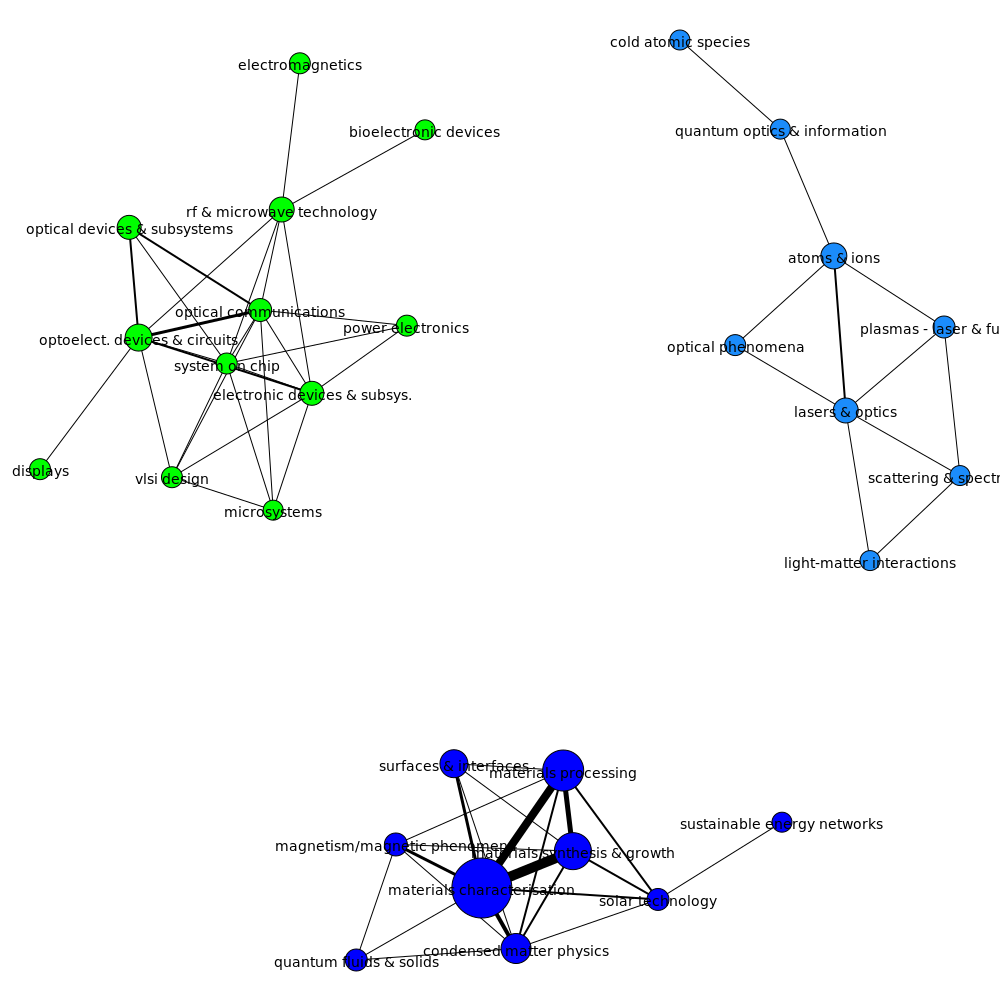 cold atomic species
electromagnetics
bioelectronic devices
quantum optics & information
rf & microwave technology
optical devices & subsystems
atoms & ions
optical communications
power electronics
plasmas - laser & fu
optoelect. devices & circuits
optical phenomena
system on chip
electronic devices & subsys.
lasers & optics
displays
vlsi design
scattering & spectr
microsystems
light-matter interactions
surfaces & interfaces
materials processing
sustainable energy networks
magnetism/magnetic phenomena
materials synthesis & growth
materials characterisation
solar technology
condensed matter physics
quantum fluids & solids